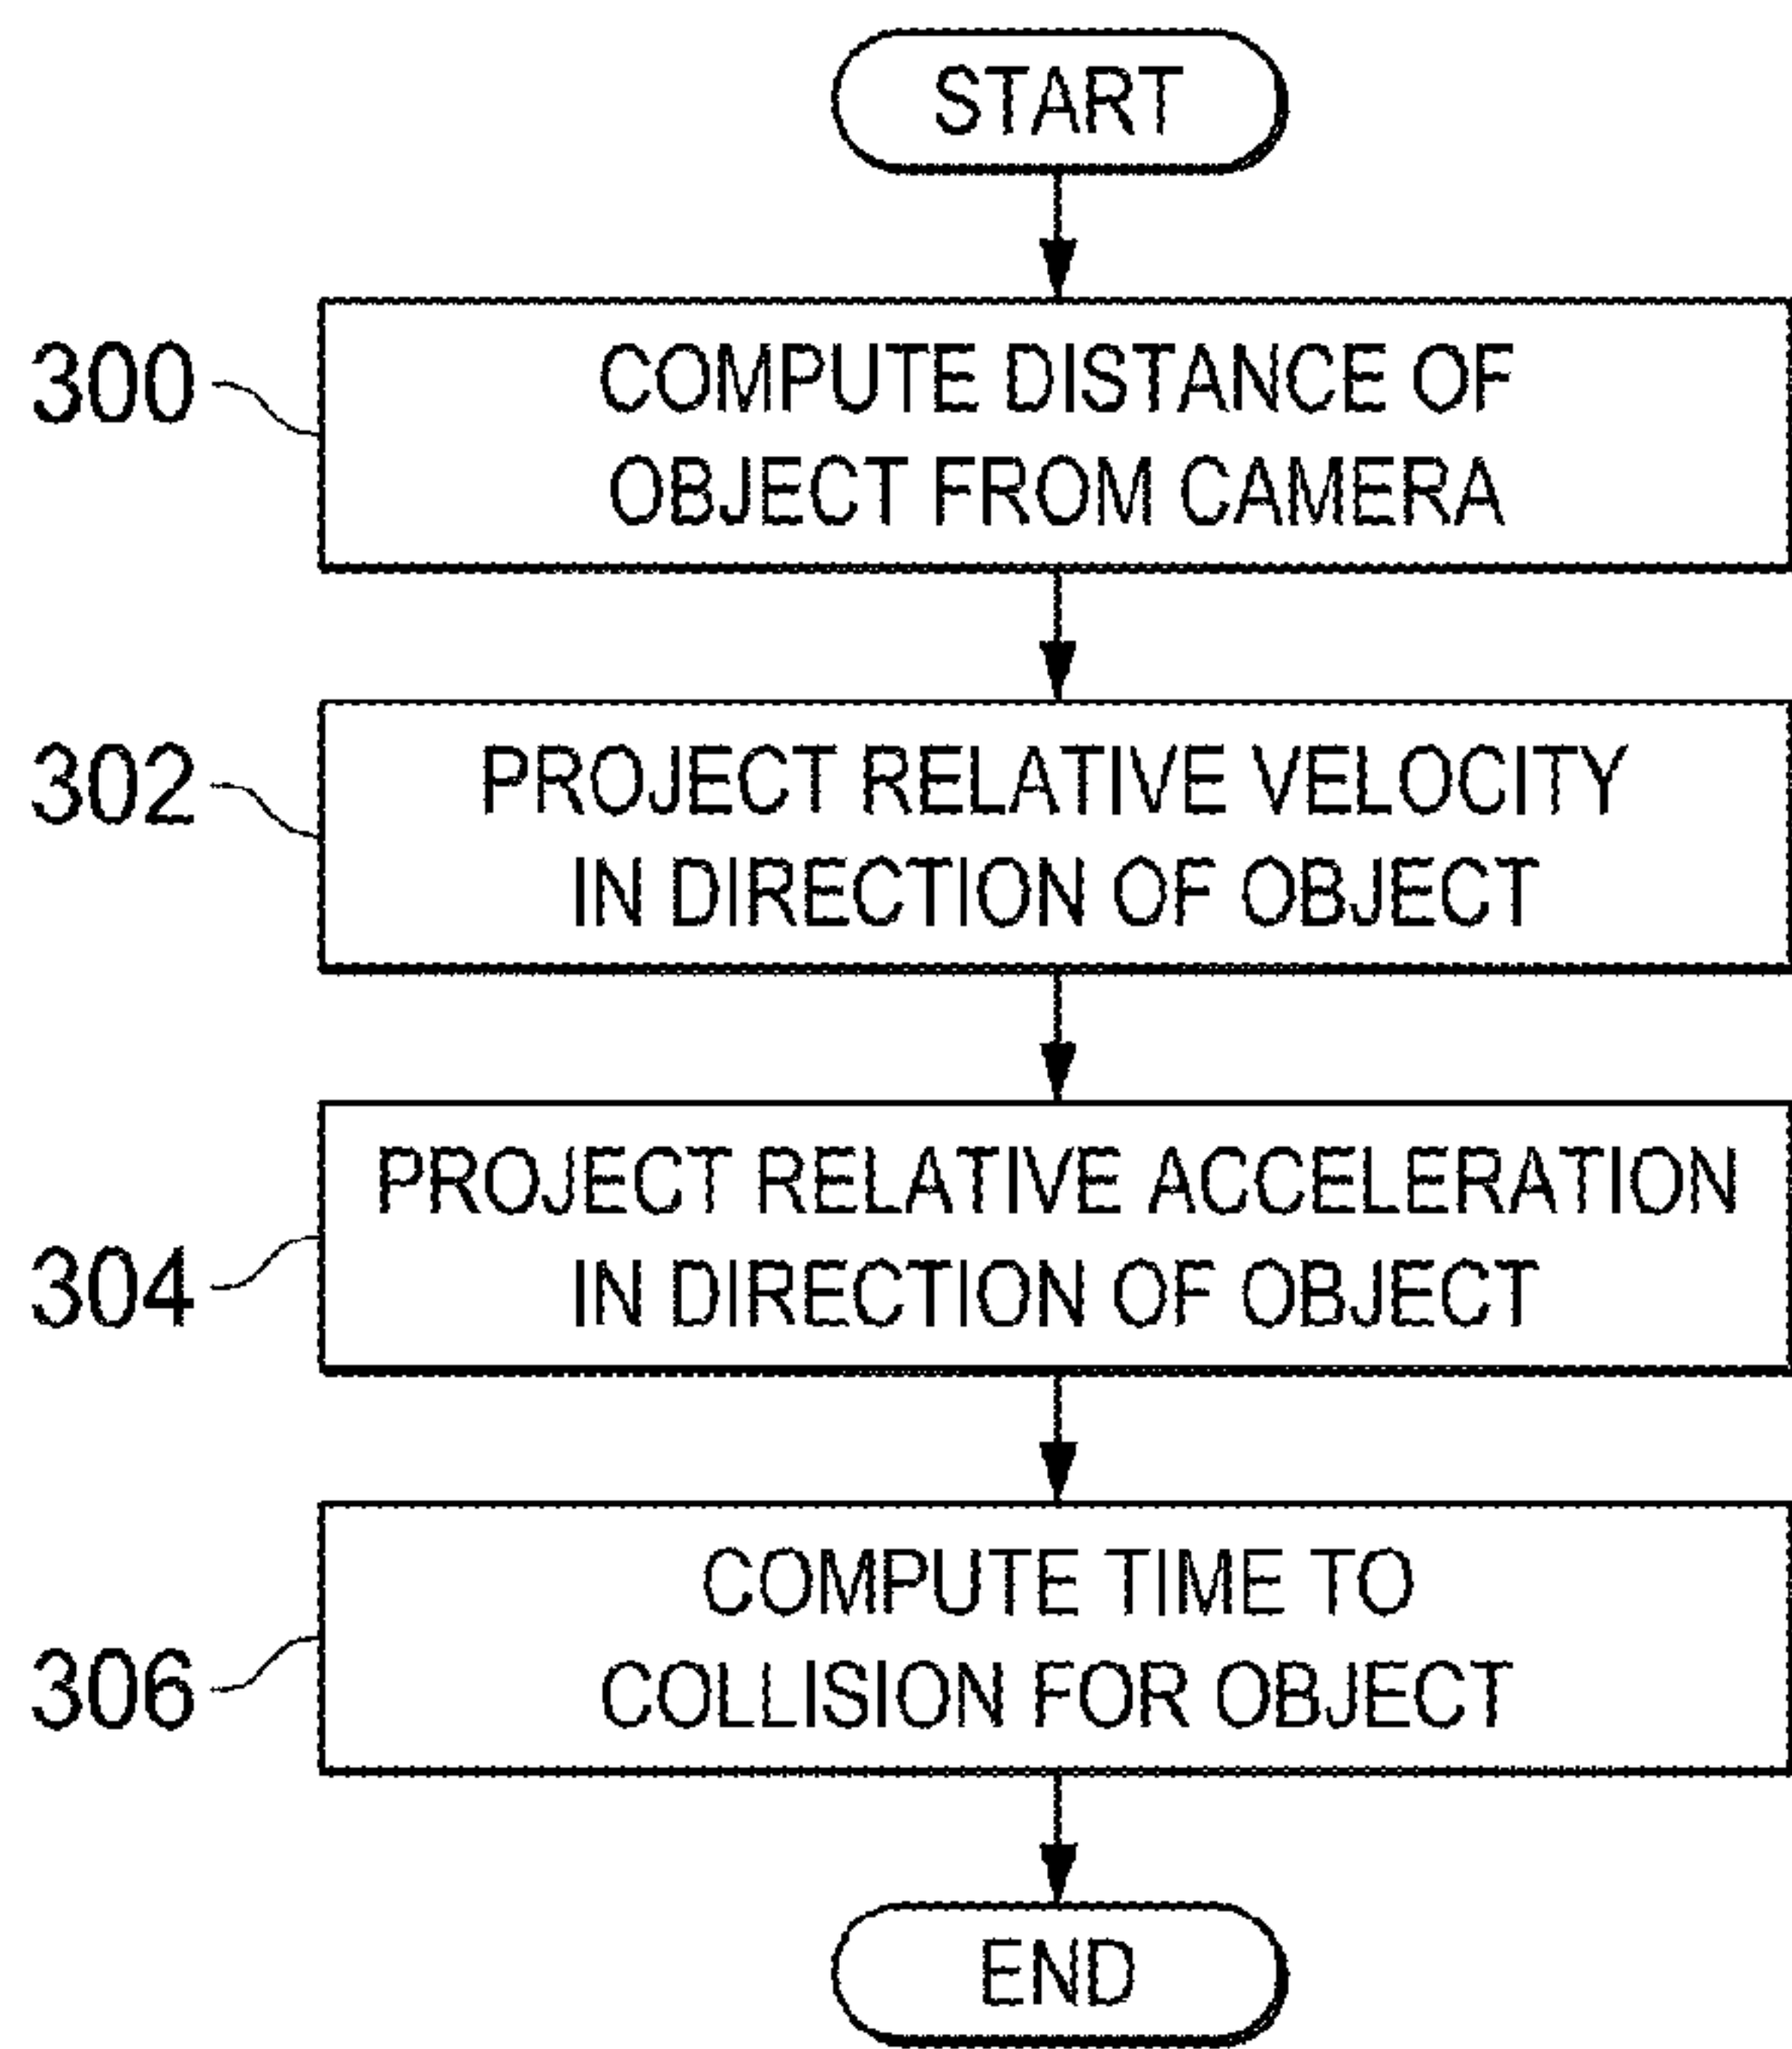 START
300
COMPUTE DISTANCE OF
OBJECT FROM CAMERA
302
PROJECT RELATIVE VELOCITY
IN DIRECTION OF OBJECT
304
PROJECT RELATIVE ACCELERATION
IN DIRECTION OF OBJECT
306
COMPUTE TIME TO
COLLISION FOR OBJECT
END